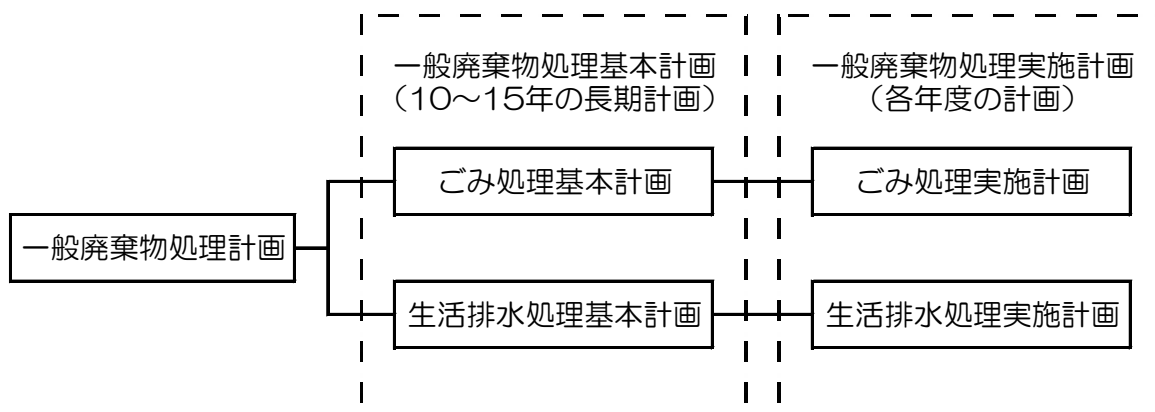 一般廃棄物処理基本計画
(10～15年の長期計画)
一般廃棄物処理実施計画
(各年度の計画)
ごみ処理基本計画
ごみ処理実施計画
一般廃棄物処理計画
生活排水処理基本計画
生活排水処理実施計画